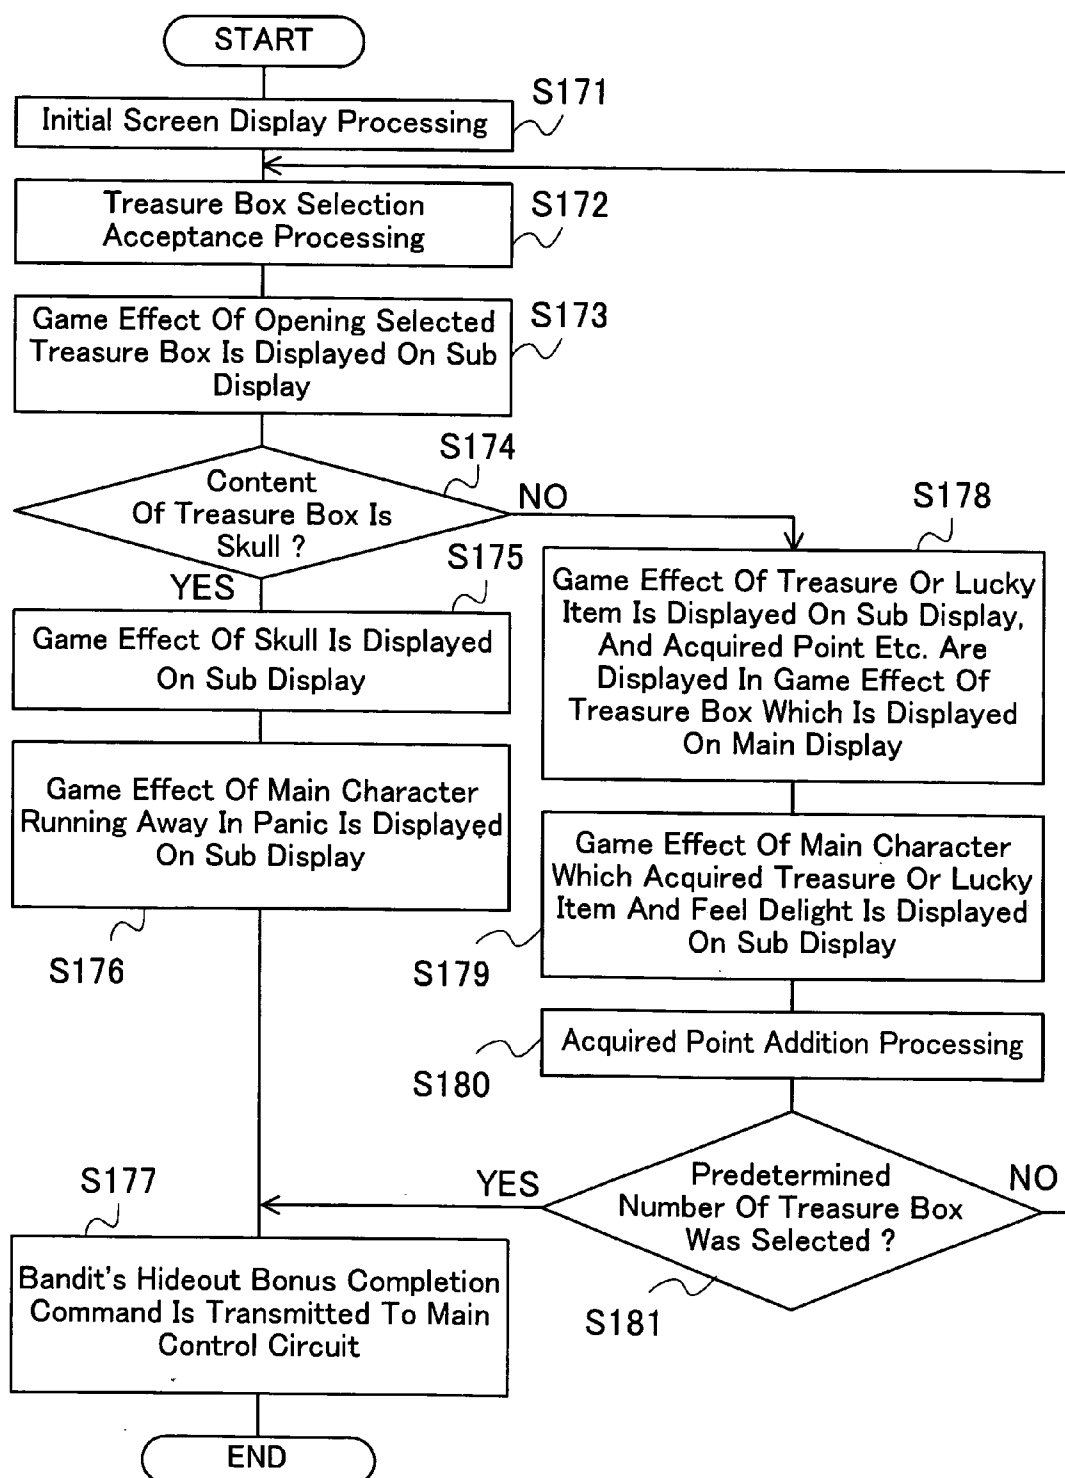 START
S171
Initial Screen Display Processing
S172
Treasure Box Selection
Acceptance Processing
S173
Game Effect Of Opening Selected
Treasure Box Is Displayed On Sub
Display
S174
Content
Of Treasure Box Is
Skull ?
NO
YES
S175
Game Effect Of Skull Is Displayed
On Sub Display
Game Effect Of Main Character
Running Away In Panic Is Displayed
On Sub Display
S176
S178
Game Effect Of Treasure Or Lucky
Item Is Displayed On Sub Display,
And Acquired Point Etc. Are
Displayed In Game Effect Of
Treasure Box Which Is Displayed
On Main Display
Game Effect Of Main Character
Which Acquired Treasure Or Lucky
Item And Feel Delight Is Displayed
On Sub Display
S179
Acquired Point Addition Processing
S180
Predetermined
Number Of Treasure Box
Was Selected ?
YES
NO
S181
S177
Bandit's Hideout Bonus Completion
Command Is Transmitted To Main
Control Circuit
END